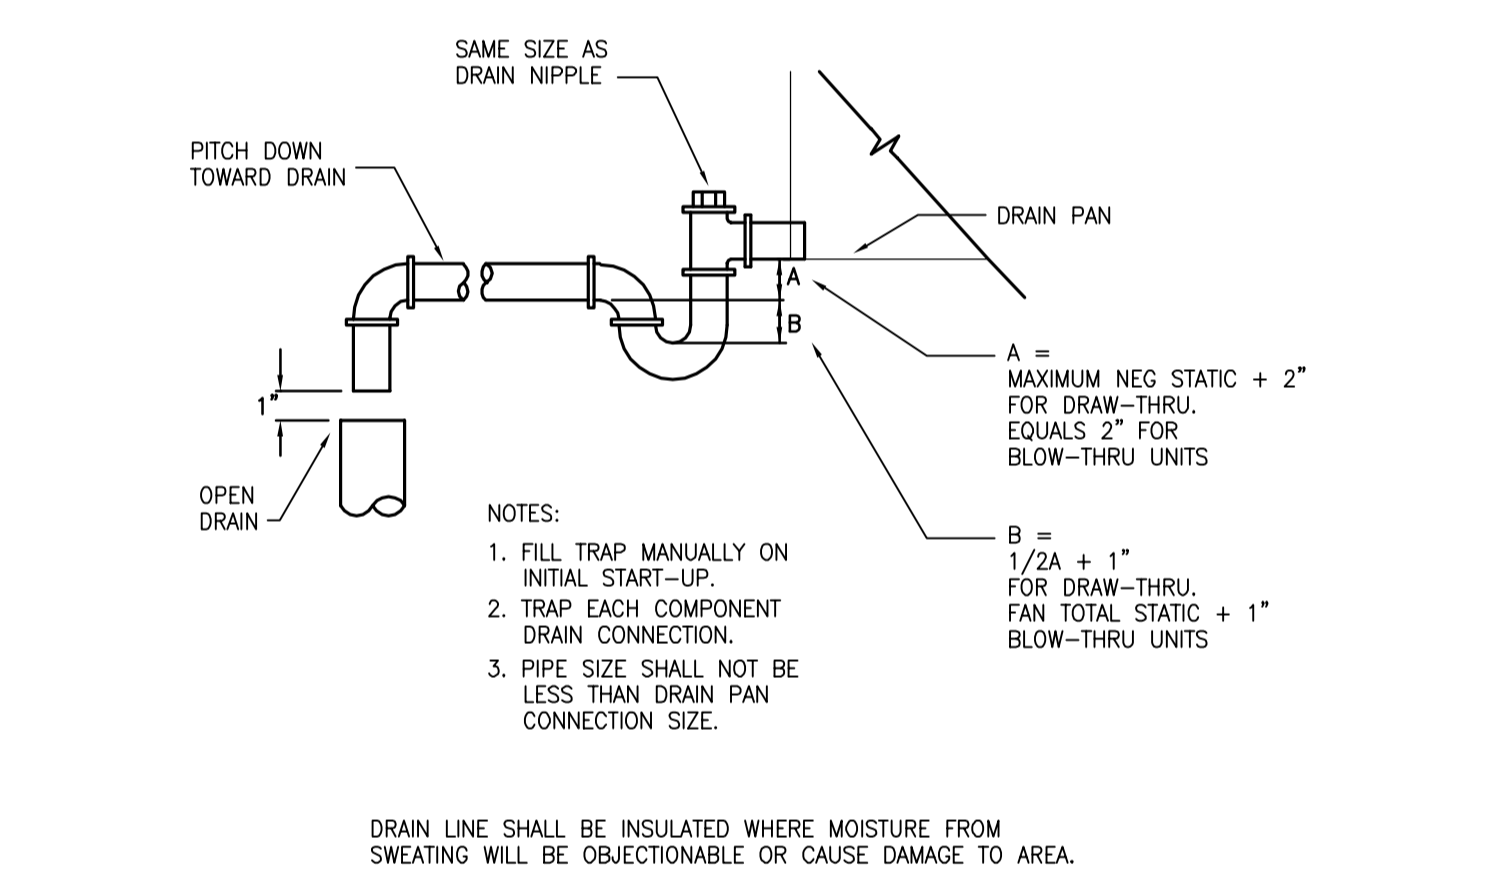 SAME SIZE AS
DRAIN NIPPLE
PITCH DOWN
TOWARD DRAIN
DRAIN PAN
A
B
1”
OPEN
DRAIN
A =
MAXIMUM NEG STATIC + 2”
FOR DRAW–THRU.
EQUALS 2” FOR
BLOW–THRU UNITS
B =
1/2A + 1”
FOR DRAW–THRU.
FAN TOTAL STATIC + 1”
BLOW–THRU UNITS
NOTES:
1. FILL TRAP MANUALLY ON
INITIAL START–UP.
2. TRAP EACH COMPONENT
DRAIN CONNECTION.
3. PIPE SIZE SHALL NOT BE
LESS THAN DRAIN PAN
CONNECTION SIZE.
DRAIN LINE SHALL BE INSULATED WHERE MOISTURE FROM
SWEATING WILL BE OBJECTIONABLE OR CAUSE DAMAGE TO AREA.